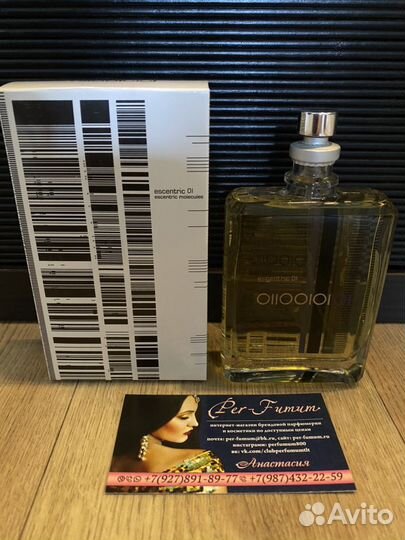 escentric 01
escentric molecules
escentric 01
01100101
Per-Fumum
интернет-магазин брендовой парфюмерии
и косметики по доступным ценам
почта: per-fumum@bk.ru, сайт: per-fumum.ru
инстаграмм: perfumum800
вк: vk.com/clubperfumumtlt
Анастасия
+7(927)891-89-77 +7(987)432-22-59
Avito